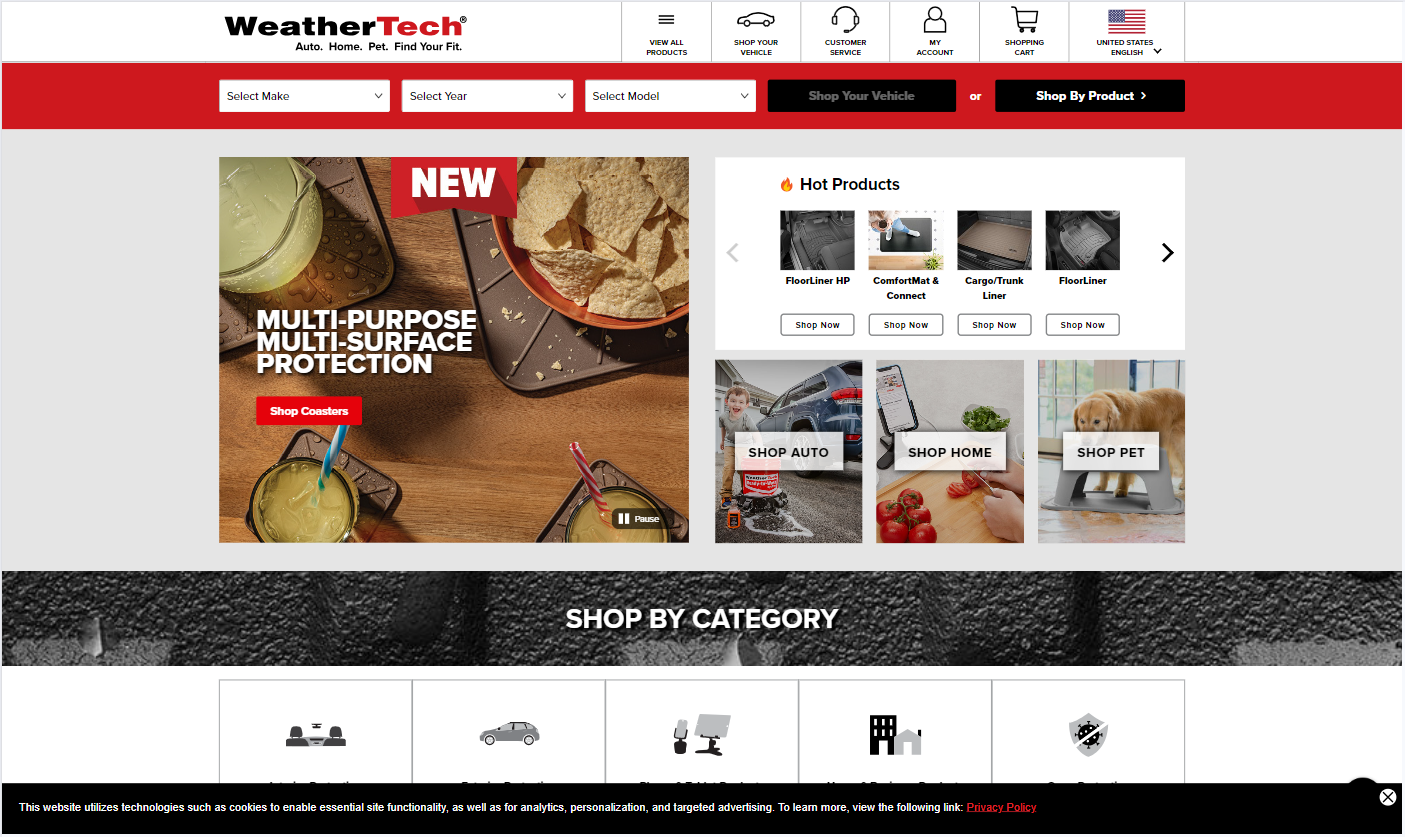 WeatherTech®
Auto. Home. Pet. Find Your Fit.
VIEW ALL
PRODUCTS
SHOP YOUR
VEHICLE
CUSTOMER
SERVICE
MY
ACCOUNT
SHOPPING
CART
UNITED STATES
ENGLISH
Select Make
Select Year
Select Model
Shop Your Vehicle
or
Shop By Product
NEW
MULTI-PURPOSE
MULTI-SURFACE
PROTECTION
Shop Coasters
Pause
Hot Products
FloorLiner HP
ComfortMat &
Connect
Cargo/Trunk
Liner
FloorLiner
Shop Now
Shop Now
Shop Now
Shop Now
SHOP AUTO
WeatherTech
SHOP HOME
SHOP PET
SHOP BY CATEGORY
This website utilizes technologies such as cookies to enable essential site functionality, as well as for analytics, personalization, and targeted advertising. To learn more, view the following link: Privacy Policy